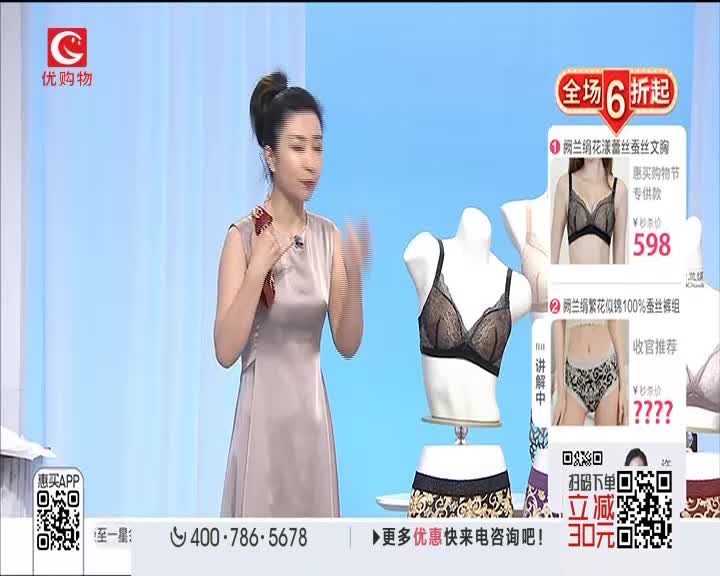 优购物
全场6折起
1 阙兰绢花漾蕾丝蚕丝文胸
惠买购物节
专供款
￥秒杀价
598
2 阙兰绢繁花似锦100%蚕丝裤组
收官推荐
￥秒杀价
????
讲解中
惠买APP
扫码下单
立减
30元
400·786·5678
更多优惠快来电咨询吧！